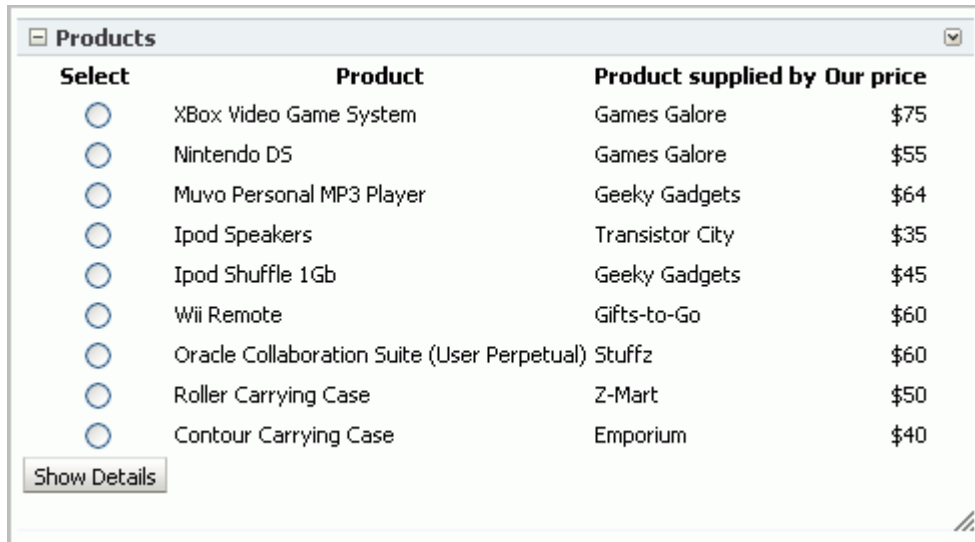 Products
Select Product Product supplied by Our price
XBox Video Game System Games Galore $75
Nintendo DS Games Galore $55
Muvo Personal MP3 Player Geeky Gadgets $64
Ipod Speakers Transistor City $35
Ipod Shuffle 1Gb Geeky Gadgets $45
Wii Remote Gifts-to-Go $60
Oracle Collaboration Suite (User Perpetual) Stuffz $60
Roller Carrying Case Z-Mart $50
Contour Carrying Case Emporium $40
Show Details